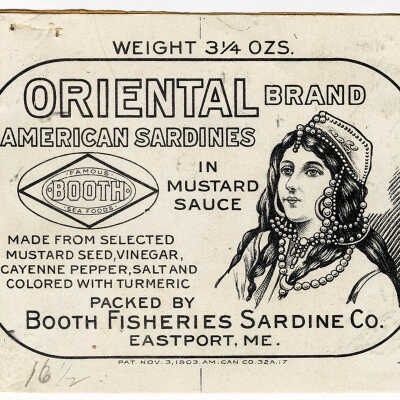 WEIGHT 3¼ OZS.
ORIENTAL BRAND
AMERICAN SARDINES
FAMOUS
BOOTH
SEA FOODS
IN
MUSTARD
SAUCE
MADE FROM SELECTED
MUSTARD SEED, VINEGAR,
CAYENNE PEPPER, SALT AND
COLORED WITH TURMERIC
PACKED BY
BOOTH FISHERIES SARDINE CO.
EASTPORT, ME.
PAT. NOV. 3, 1903. AM. CAN CO. 32A. 17
16 ½